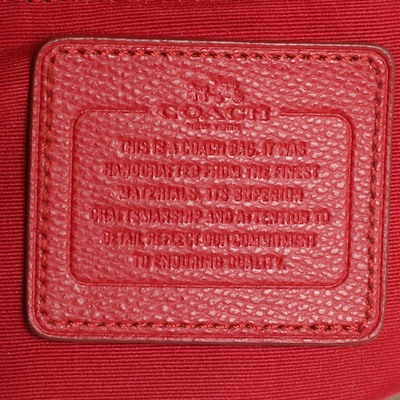 COACH
NEW YORK
THIS IS A COACH BAG. IT WAS
HANDCRAFTED FROM THE FINEST
MATERIALS. ITS SUPERIOR
CRAFTSMANSHIP AND ATTENTION TO
DETAIL REFLECT OUR COMMITMENT
TO ENDURING QUALITY.